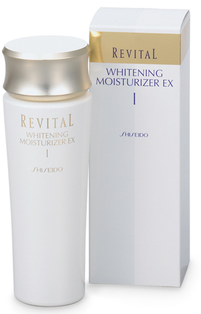 REVITAL
WHITENING
MOISTURIZER EX
I
SHISEIDO
REVITAL
WHITENING
MOISTURIZER EX
I
SHISEIDO